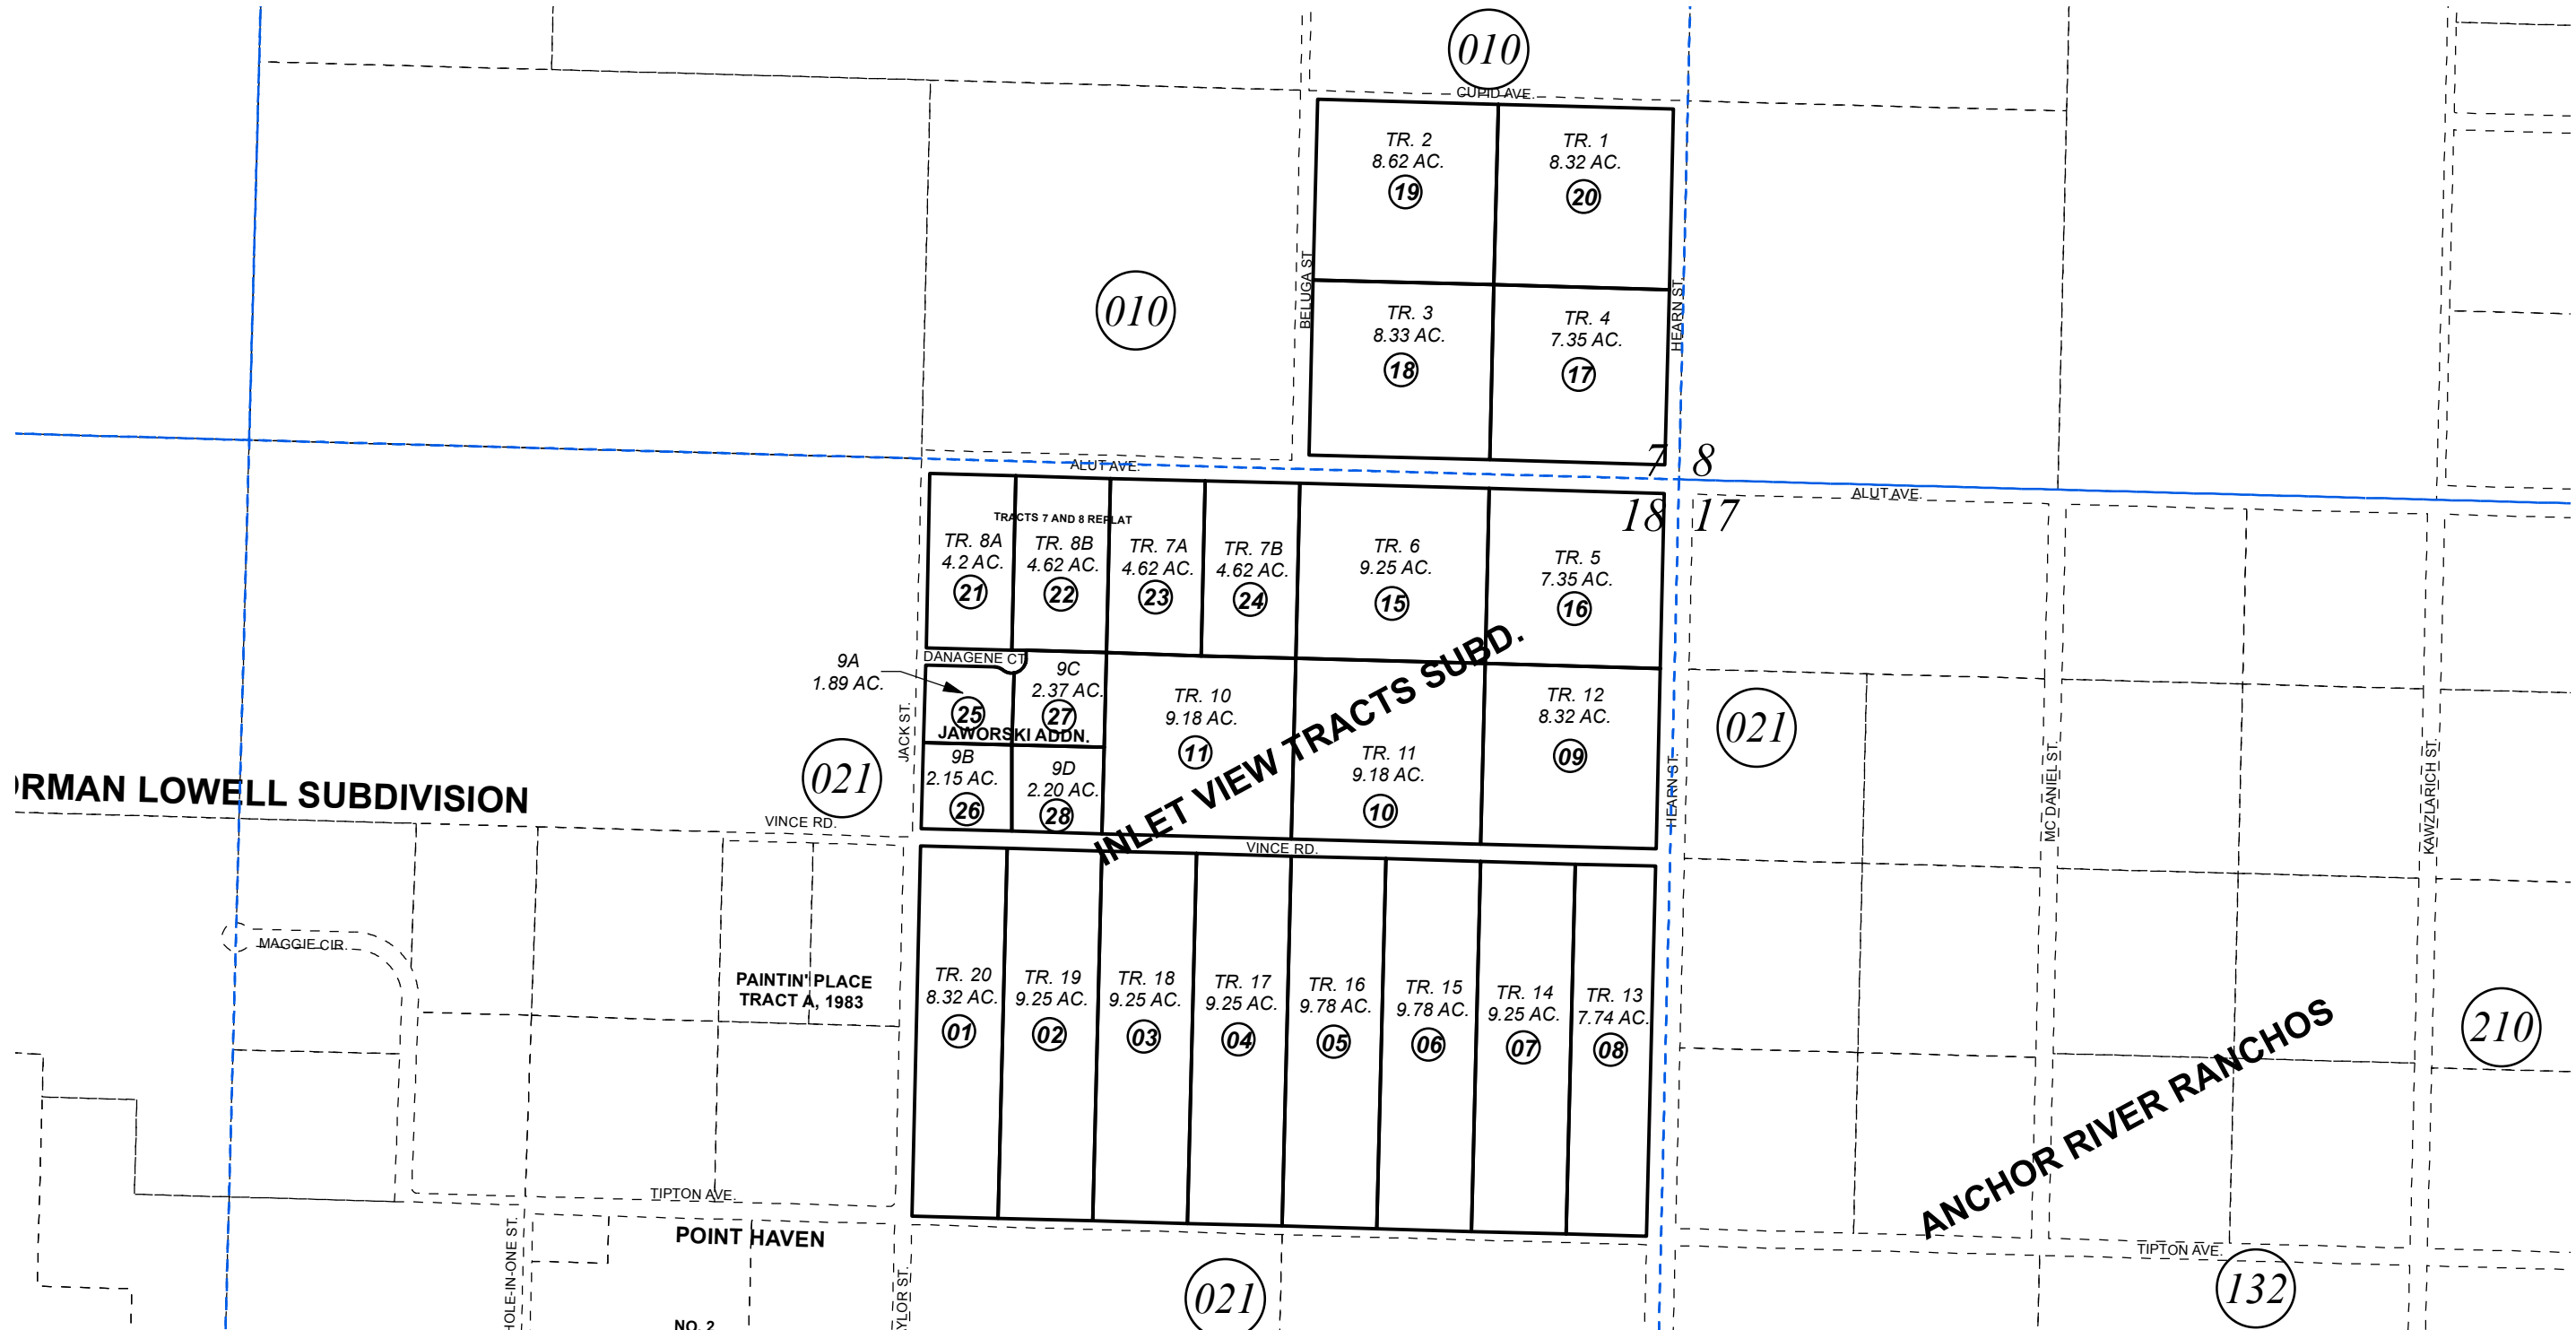 010
CUPID AVE.
TR. 2
8.62 AC.
19
TR. 1
8.32 AC.
20
010
BELUGA ST
TR. 3
8.33 AC.
18
TR. 4
7.35 AC.
17
HEARN ST.
7
8
ALUT AVE.
18
17
ALUT AVE.
TRACTS 7 AND 8 REPLAT
TR. 8A
4.2 AC.
21
TR. 8B
4.62 AC.
22
TR. 7A
4.62 AC.
23
TR. 7B
4.62 AC.
24
TR. 6
9.25 AC.
15
TR. 5
7.35 AC.
16
DANAGENE CT
9A
1.89 AC.
25
9C
2.37 AC.
27
JAWORSKI ADDN.
9B
2.15 AC.
26
9D
2.20 AC.
28
TR. 10
9.18 AC.
11
TR. 11
9.18 AC.
10
TR. 12
8.32 AC.
09
INLET VIEW TRACTS SUBD.
JACK ST.
HEARN ST.
021
021
MC DANIEL ST.
KAWZLARICH ST.
ORMAN LOWELL SUBDIVISION
VINCE RD.
VINCE RD.
MAGGIE CIR.
PAINTIN' PLACE
TRACT A, 1983
TR. 20
8.32 AC.
01
TR. 19
9.25 AC.
02
TR. 18
9.25 AC.
03
TR. 17
9.25 AC.
04
TR. 16
9.78 AC.
05
TR. 15
9.78 AC.
06
TR. 14
9.25 AC.
07
TR. 13
7.74 AC.
08
210
ANCHOR RIVER RANCHOS
TIPTON AVE.
TIPTON AVE.
POINT HAVEN
NO. 2
HOLE-IN-ONE ST.
YLOR ST.
021
132